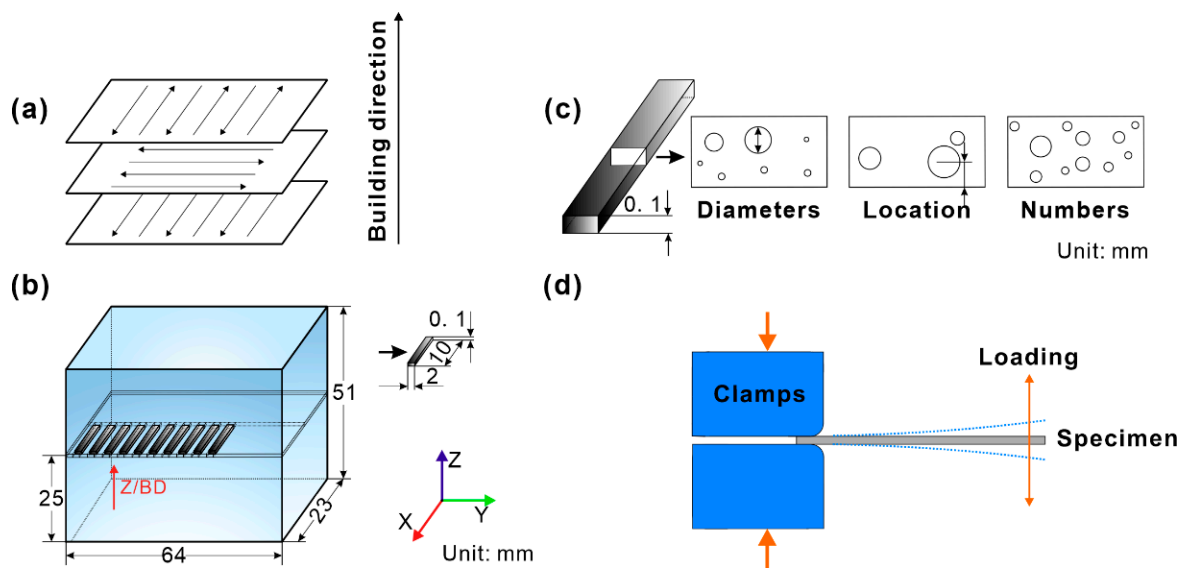 (a)
Building direction
(b)
0. 1
10
2
51
25
Z/BD
23
64
Z
X
Y
Unit: mm
(c)
0. 1
Diameters
Location
Numbers
Unit: mm
(d)
Clamps
Loading
Specimen